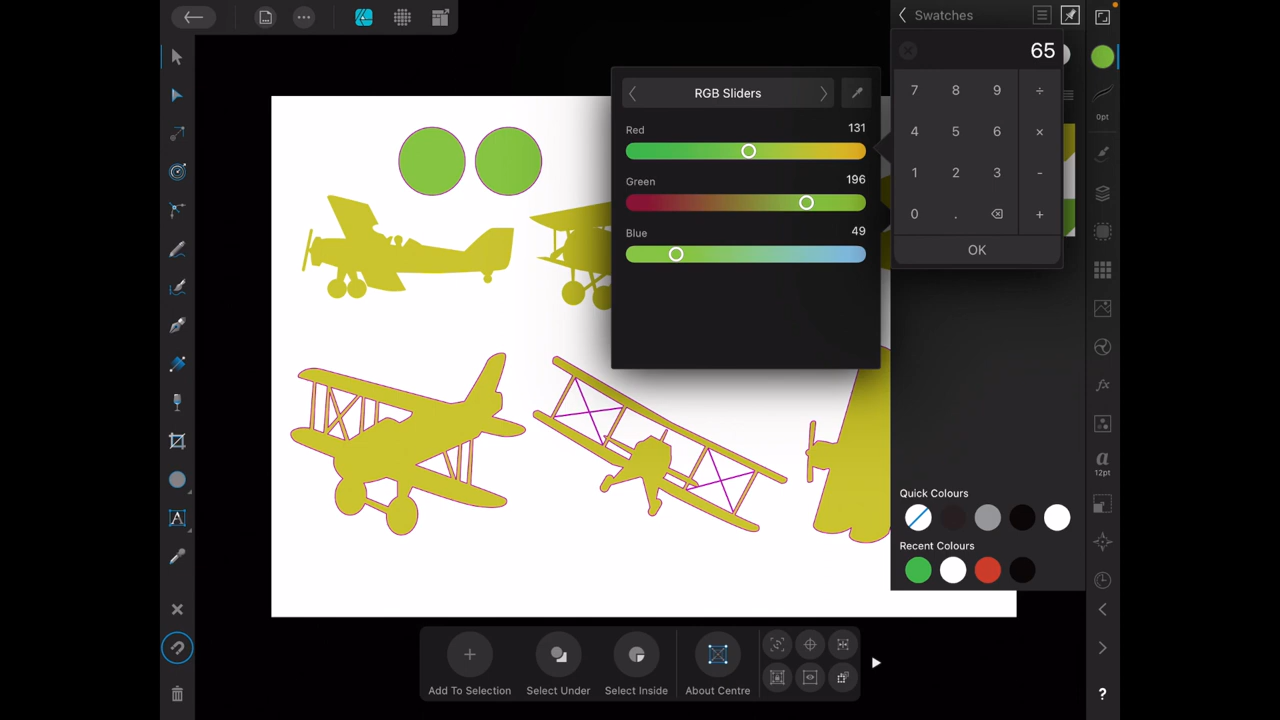 Swatches
65
RGB Sliders
Red 131
Green 196
Blue 49
7 8 9 ÷
4 5 6 ×
1 2 3 -
0 . +
OK
0pt
fx
a
12pt
Quick Colours
Recent Colours
A
Add To Selection
Select Under
Select Inside
About Centre
?